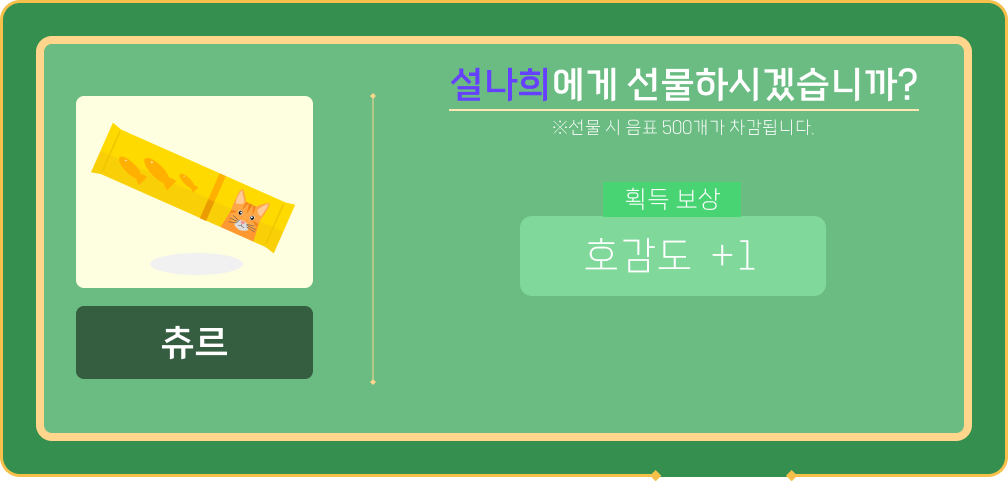 설나희에게 선물하시겠습니까?
※선물 시 음표 500개가 차감됩니다.
획득 보상
호감도 +1
츄르